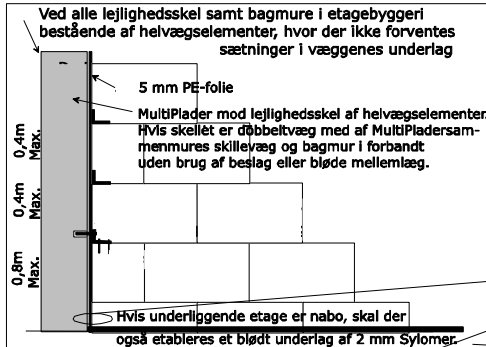 Ved alle lejlighedsskel samt bagmure i etagebyggeri
bestående af helvægselementer, hvor der ikke forventes
sætninger i væggenes underlag
5 mm PE-folie
MultiPlader mod lejlighedsskel af helvægselementer.
Hvis skellet er dobbeltvæg med af MultiPladersam-
menmures skillevæg og bagmur i forbandt
uden brug af beslag eller bløde mellemlæg.
0,4m
Max.
0,4m
Max.
0,8m
Max.
Hvis underliggende etage er nabo, skal der
også etableres et blødt underlag af 2 mm Sylomer.